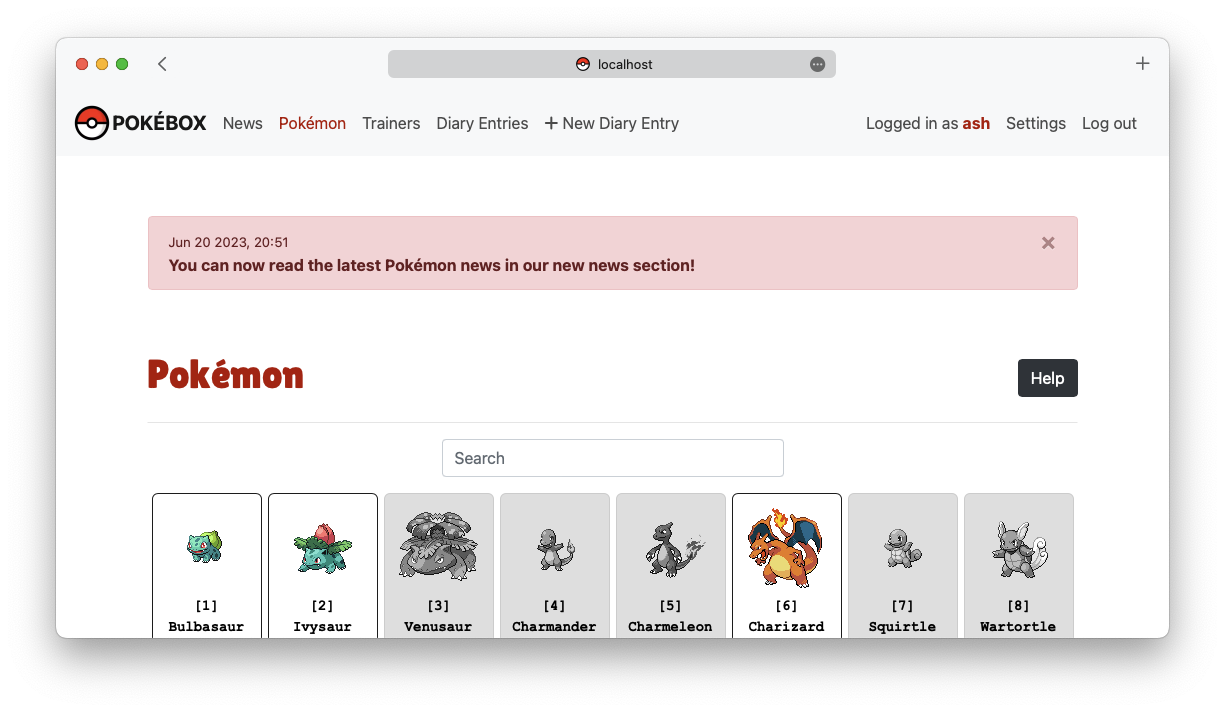 localhost
POKÉBOX News Pokémon Trainers Diary Entries + New Diary Entry Logged in as ash Settings Log out
Jun 20 2023, 20:51
You can now read the latest Pokémon news in our new news section!
Pokémon
Help
Search
[1] [2] [3] [4] [5] [6] [7] [8]
Bulbasaur Ivysaur Venusaur Charmander Charmeleon Charizard Squirtle Wartortle